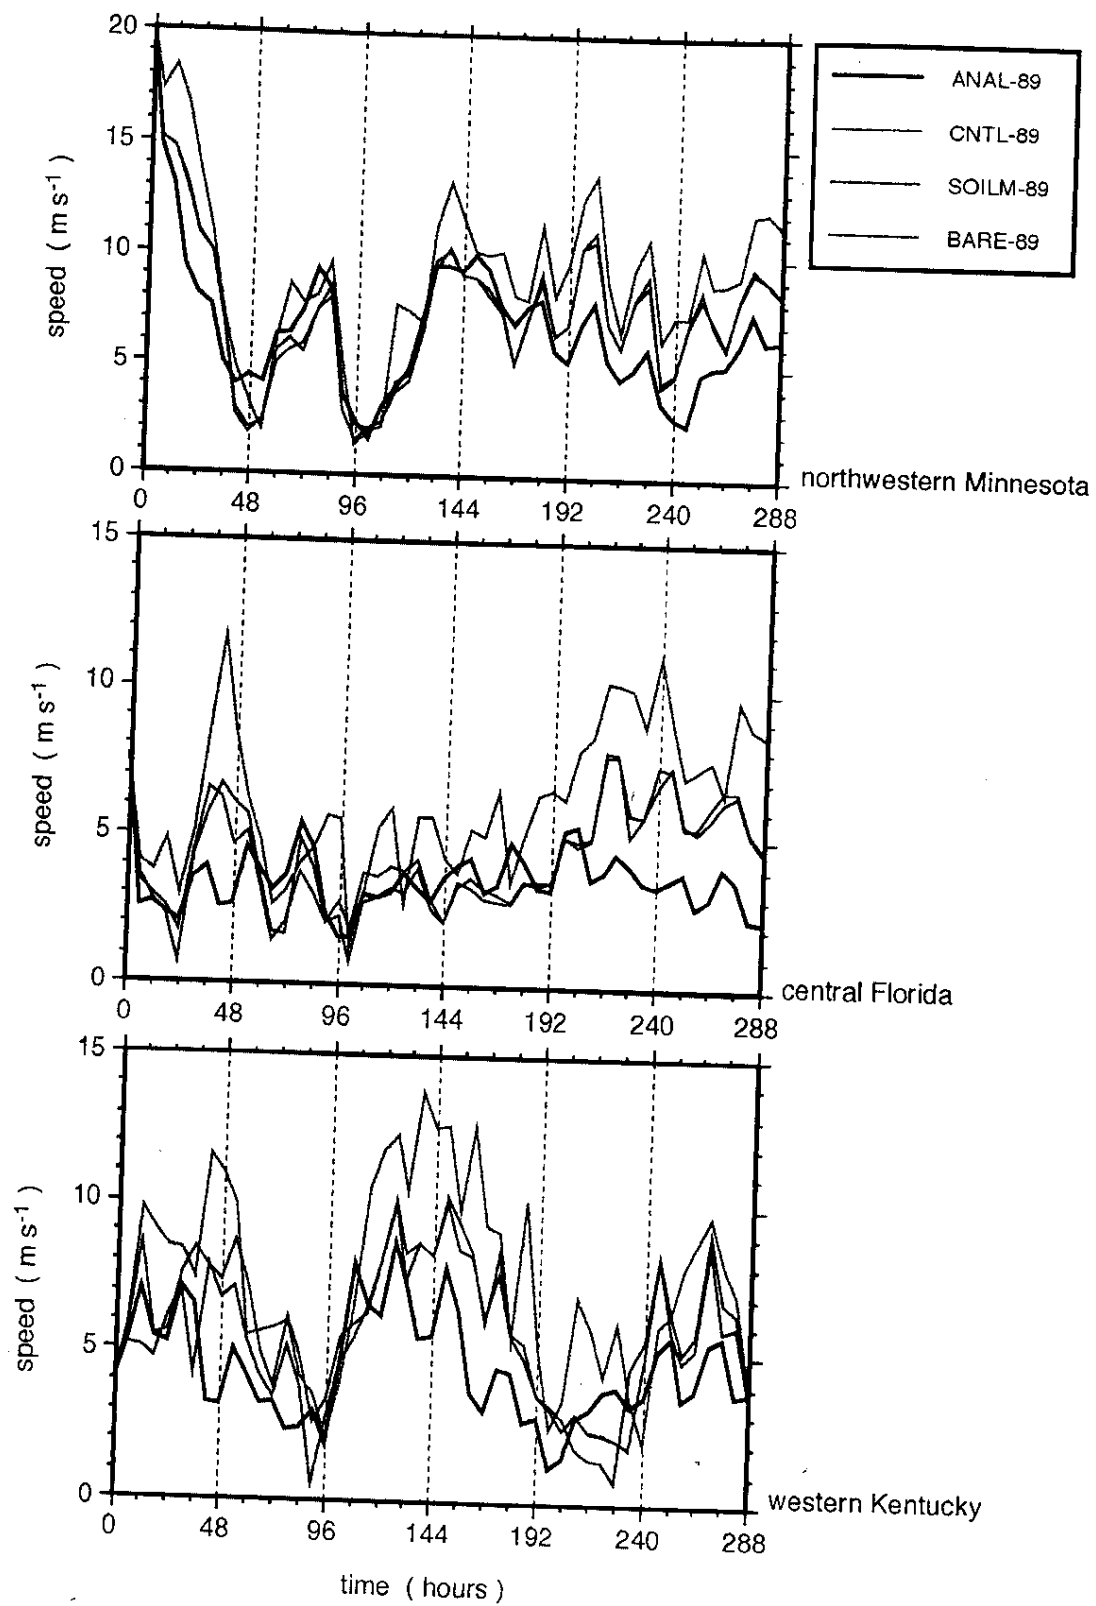 20
15
10
5
0
speed ( m s-1 )
ANAL-89
CNTL-89
SOILM-89
BARE-89
0 48 96 144 192 240 288
northwestern Minnesota
15
10
5
0
speed ( m s-1 )
0 48 96 144 192 240 288
central Florida
15
10
5
0
speed ( m s-1 )
0 48 96 144 192 240 288
western Kentucky
time ( hours )